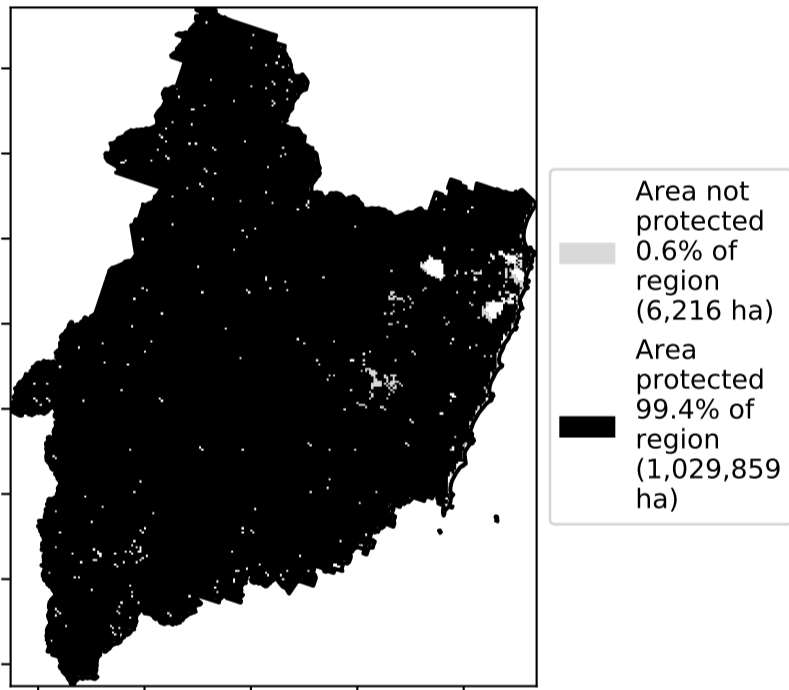 Area not
protected
0.6% of
region
(6,216 ha)
Area
protected
99.4% of
region
(1,029,859
ha)